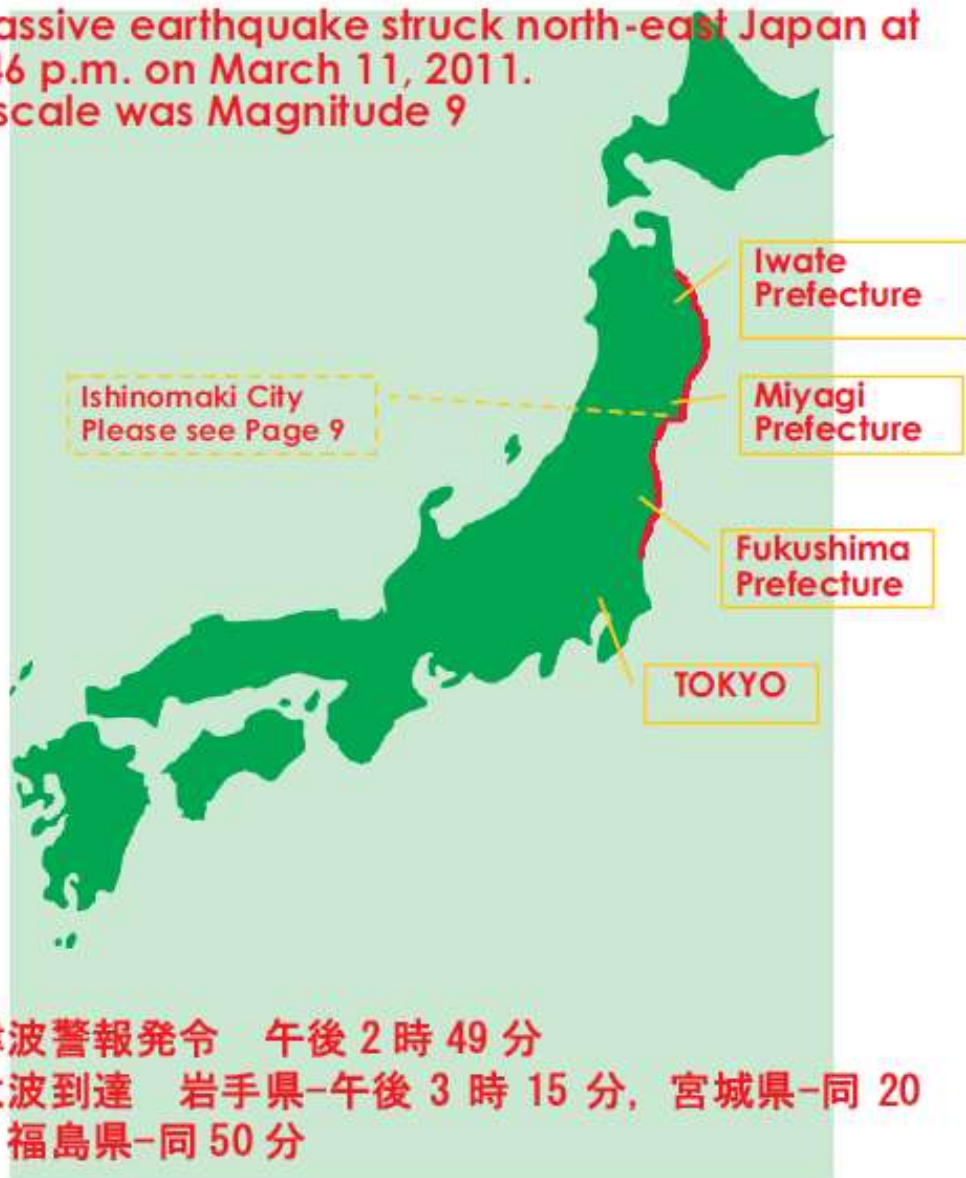 assive earthquake struck north-east Japan at
46 p.m. on March 11, 2011.
scale was Magnitude 9
Iwate
Prefecture
Ishinomaki City
Please see Page 9
Miyagi
Prefecture
Fukushima
Prefecture
TOKYO
津波警報発令 午後 2 時 49 分
波到達 岩手県-午後 3 時 15 分, 宮城県-同 20
福島県-同 50 分